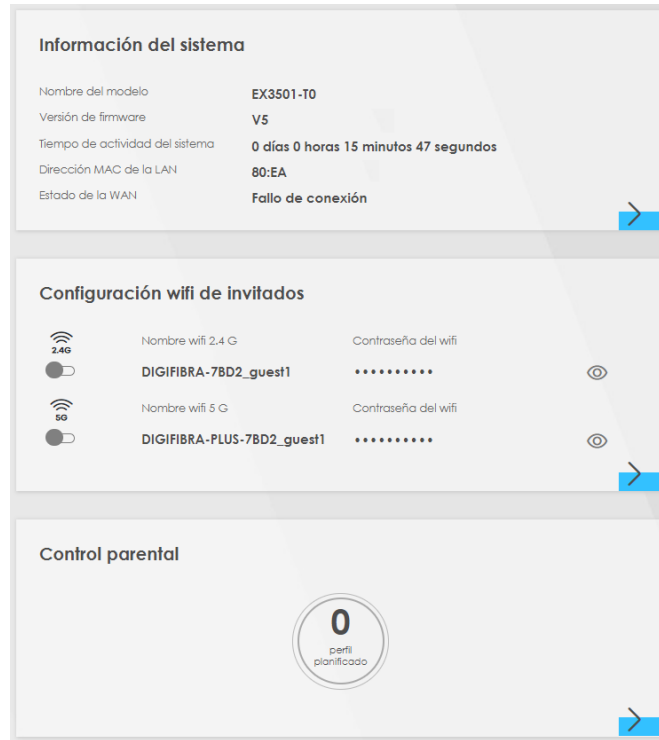 Información del sistema
Nombre del modelo EX3501-T0
Versión de firmware V5
Tiempo de actividad del sistema 0 días 0 horas 15 minutos 47 segundos
Dirección MAC de la LAN 80:EA
Estado de la WAN Fallo de conexión
Configuración wifi de invitados
2.4G
Nombre wifi 2.4 G Contraseña del wifi
DIGIFIBRA-7BD2_guest1 ••••••••••
5G
Nombre wifi 5 G Contraseña del wifi
DIGIFIBRA-PLUS-7BD2_guest1 ••••••••••
Control parental
0
perfil
planificado